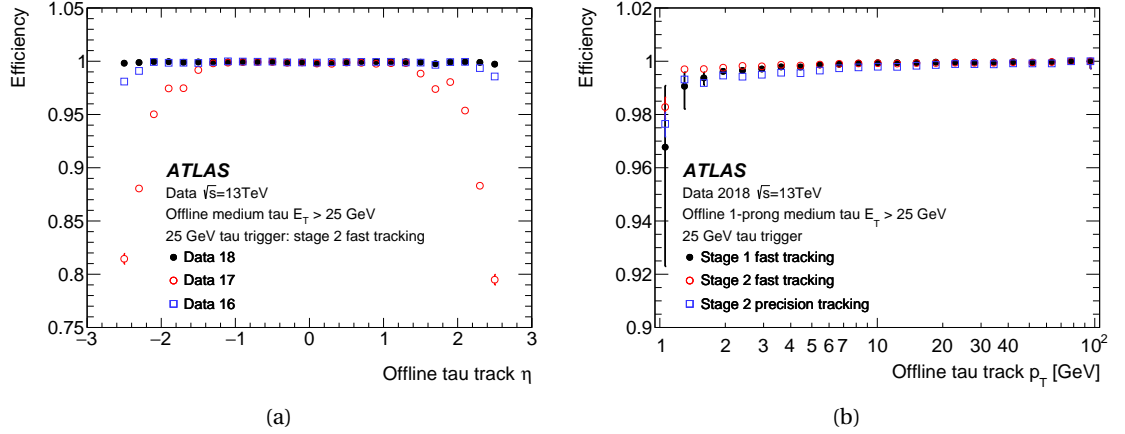 Efficiency
1.05
1
0.95
0.9
0.85
0.8
0.75
ATLAS
Data √s=13TeV
Offline medium tau E_T > 25 GeV
25 GeV tau trigger: stage 2 fast tracking
Data 18
Data 17
Data 16
−3 −2 −1 0 1 2 3
Offline tau track η
(a)
Efficiency
1.02
1
0.98
0.96
0.94
0.92
0.9
ATLAS
Data 2018 √s=13TeV
Offline 1-prong medium tau E_T > 25 GeV
25 GeV tau trigger
Stage 1 fast tracking
Stage 2 fast tracking
Stage 2 precision tracking
1 2 3 4 5 6 7 10 20 30 40 10²
Offline tau track p_T [GeV]
(b)